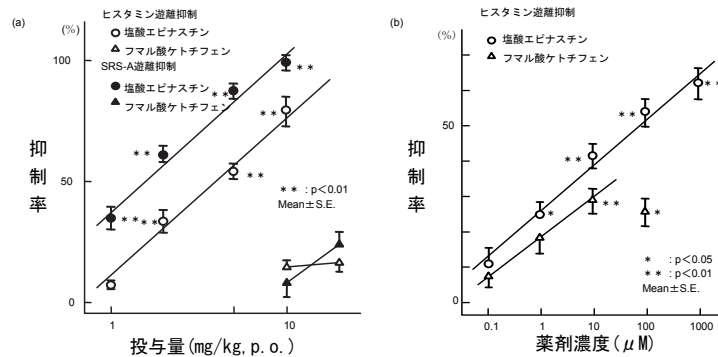 (a)
ヒスタミン遊離抑制
(%)
塩酸エピナスチン
フマル酸ケトチフェン
SRS-A遊離抑制
塩酸エピナスチン
フマル酸ケトチフェン
100
50
0
抑制率
**
**
**
**
**
**
**
** : p<0.01
Mean±S.E.
1
10
投与量(mg/kg, p.o.)
(b)
ヒスタミン遊離抑制
(%)
塩酸エピナスチン
フマル酸ケトチフェン
50
0
抑制率
**
**
**
*
**
*
* : p<0.05
** : p<0.01
Mean±S.E.
0.1
1
10
100
1000
薬剤濃度(μM)